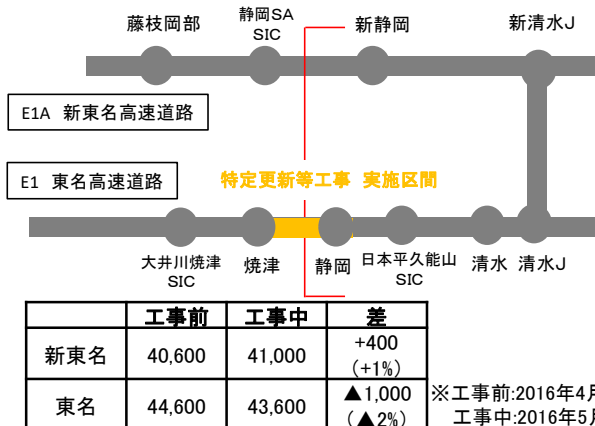 藤枝岡部
静岡SA
SIC
新静岡
新清水J
E1A 新東名高速道路
E1 東名高速道路
特定更新等工事 実施区間
大井川焼津
SIC
焼津
静岡
日本平久能山
SIC
清水
清水J
工事前 工事中 差
新東名 40,600 41,000 +400
(+1%)
東名 44,600 43,600 ▲1,000
(▲2%)
※工事前:2016年4月
工事中:2016年5月